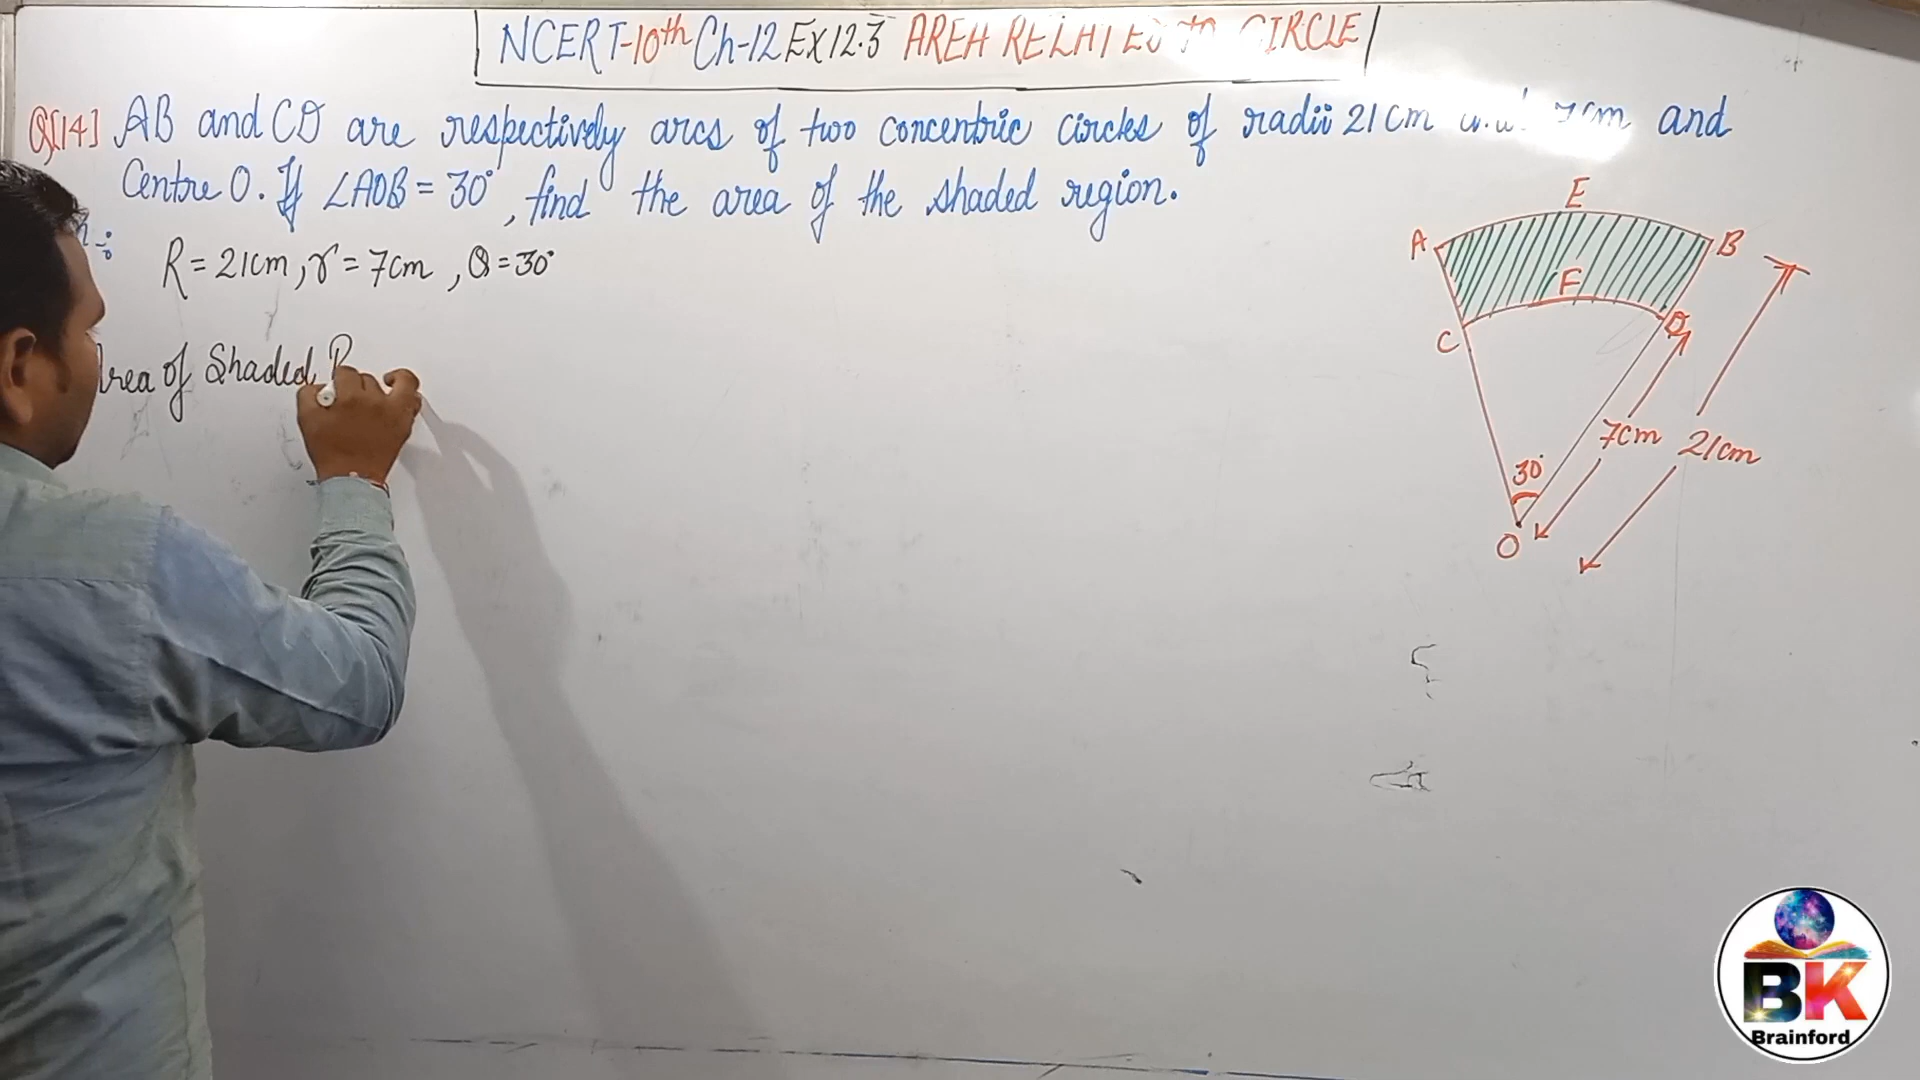 NCERT-10th Ch-12 Ex 12.3 AREA RELATED TO CIRCLE
Q[14] AB and CD are respectively arcs of two concentric circles of radii 21cm and 7cm and
Centre O. If ∠AOB = 30°, find the area of the shaded region.
R = 21cm, r = 7cm, θ = 30°
Area of Shaded R
E
A
B
F
C
D
7cm
21cm
30°
O
BK
Brainford